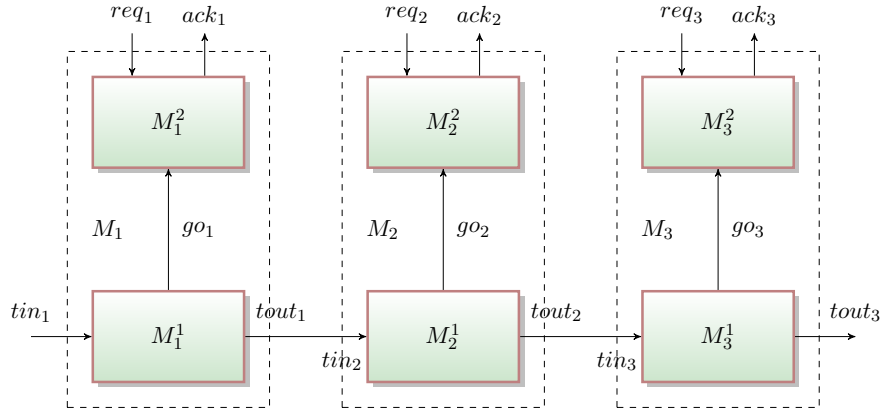 req₁ ack₁ req₂ ack₂ req₃ ack₃
M₁² M₂² M₃²
M₁ go₁ M₂ go₂ M₃ go₃
tin₁ tout₁ tout₂ tout₃
M₁¹ M₂¹ M₃¹
tin₂ tin₃